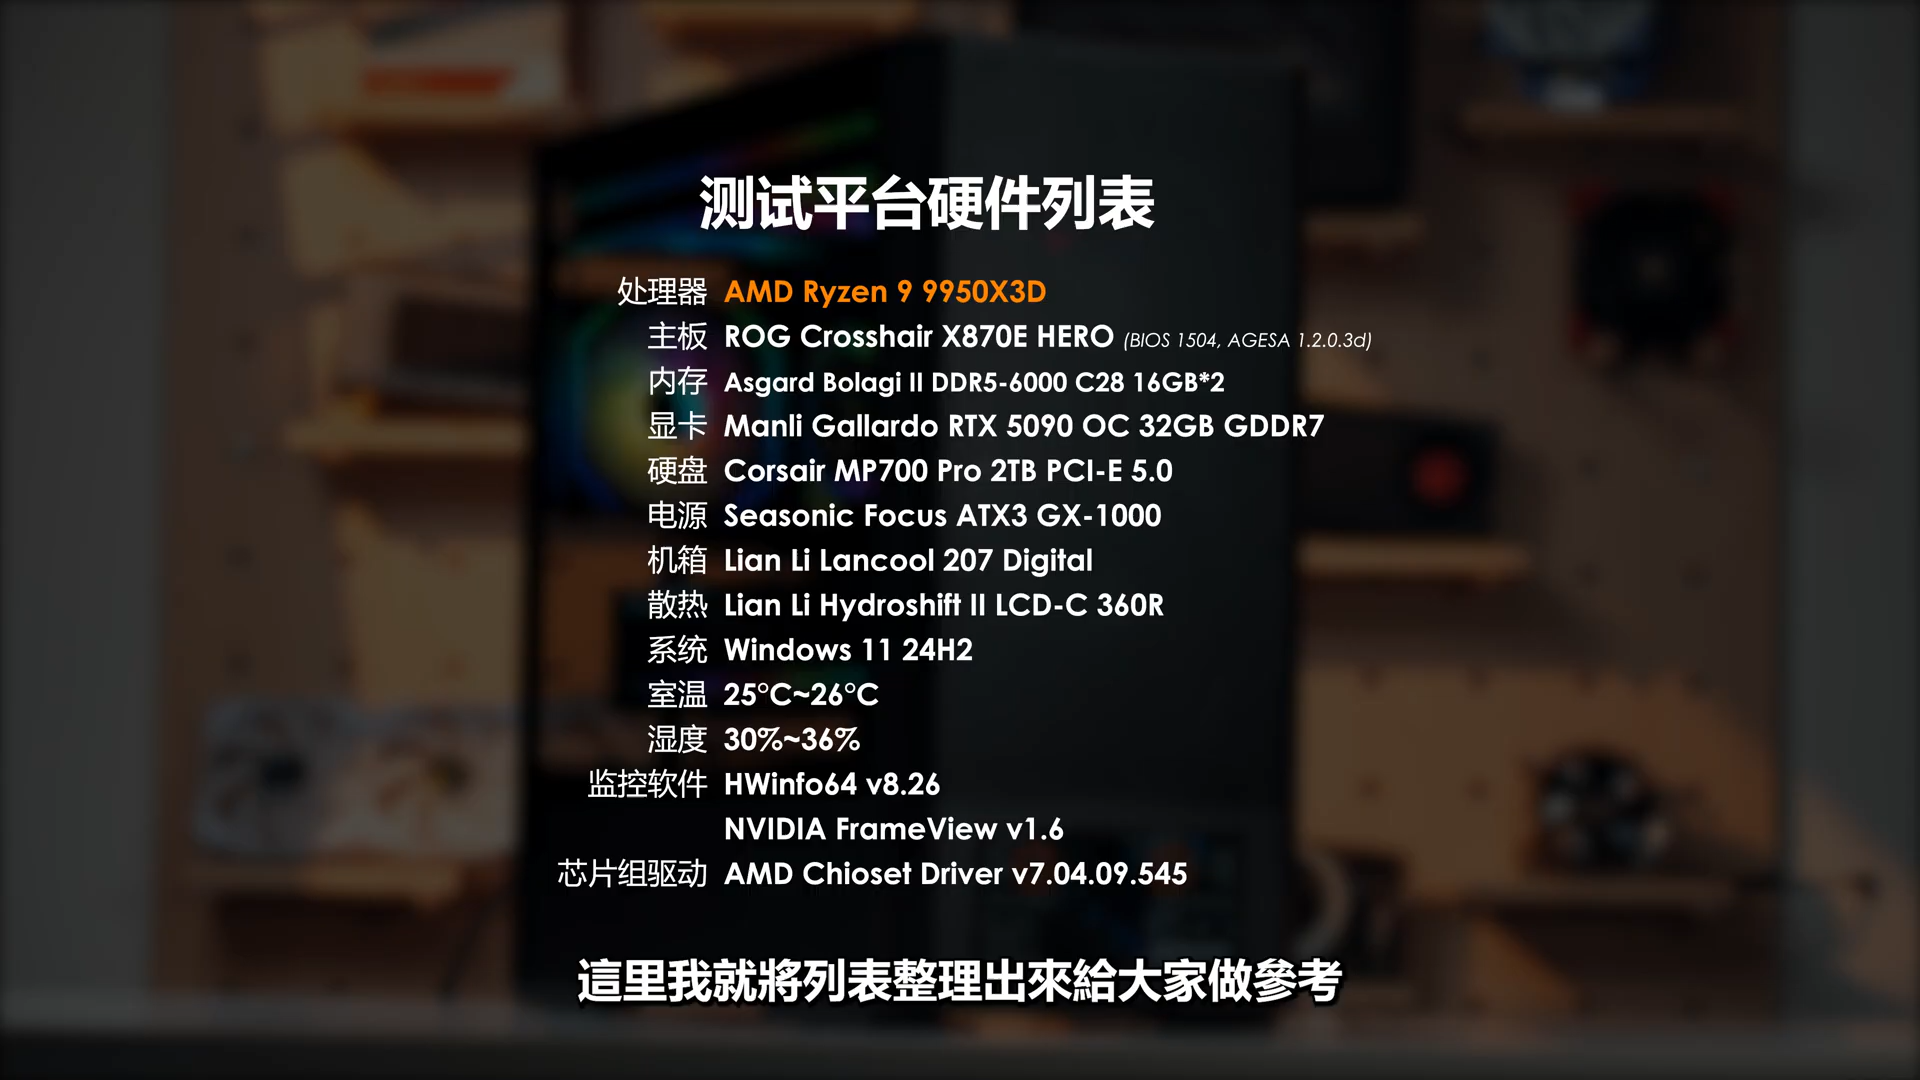 测试平台硬件列表
处理器 AMD Ryzen 9 9950X3D
主板 ROG Crosshair X870E HERO (BIOS 1504, AGESA 1.2.0.3d)
内存 Asgard Bolagi II DDR5-6000 C28 16GB*2
显卡 Manli Gallardo RTX 5090 OC 32GB GDDR7
硬盘 Corsair MP700 Pro 2TB PCI-E 5.0
电源 Seasonic Focus ATX3 GX-1000
机箱 Lian Li Lancool 207 Digital
散热 Lian Li Hydroshift II LCD-C 360R
系统 Windows 11 24H2
室温 25°C~26°C
湿度 30%~36%
监控软件 HWinfo64 v8.26
NVIDIA FrameView v1.6
芯片组驱动 AMD Chioset Driver v7.04.09.545
這里我就將列表整理出來給大家做參考